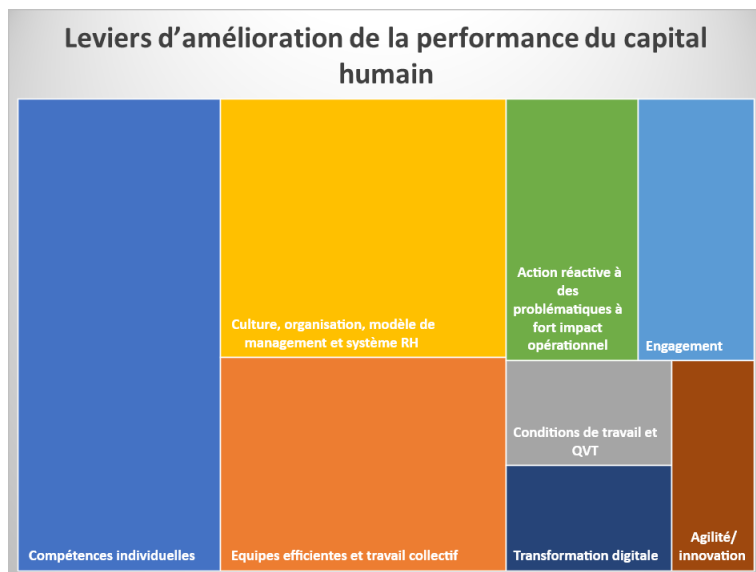 Leviers d’amélioration de la performance du capital
humain
Action réactive à
des
problématiques à
fort impact
opérationnel
Culture, organisation, modèle de
management et système RH
Engagement
Conditions de travail et
QVT
Compétences individuelles
Equipes efficientes et travail collectif
Transformation digitale
Agilité/
innovation